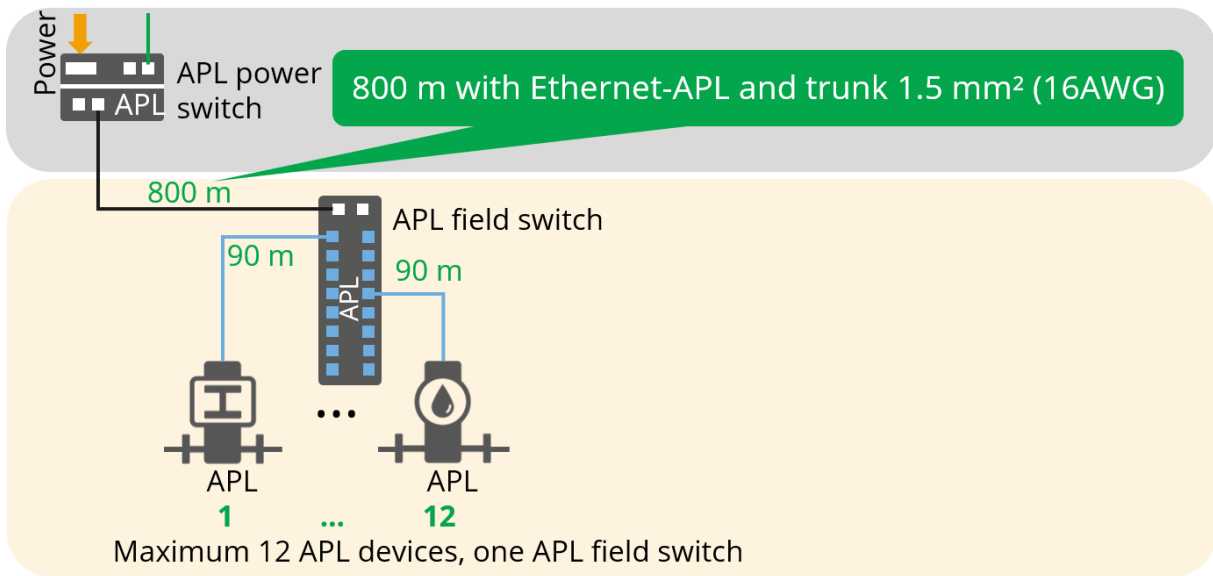 Power
APL power
switch
APL
800 m with Ethernet-APL and trunk 1.5 mm² (16AWG)
800 m
APL field switch
90 m
90 m
APL
...
APL
APL
1
...
12
Maximum 12 APL devices, one APL field switch